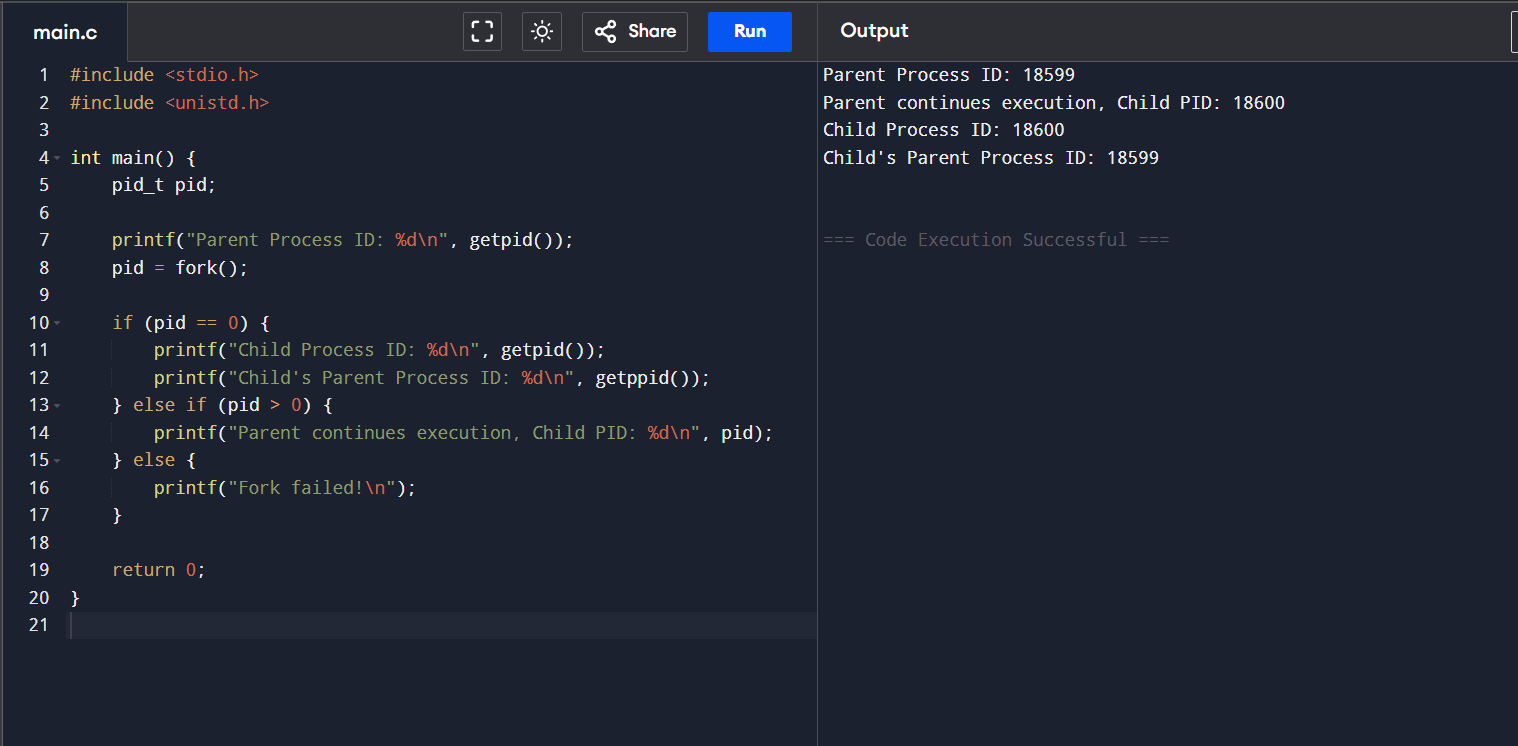 main.c
Share
Run
Output
1 #include <stdio.h>
2 #include <unistd.h>
3
4 int main() {
5     pid_t pid;
6
7     printf("Parent Process ID: %d\n", getpid());
8     pid = fork();
9
10     if (pid == 0) {
11         printf("Child Process ID: %d\n", getpid());
12         printf("Child's Parent Process ID: %d\n", getppid());
13     } else if (pid > 0) {
14         printf("Parent continues execution, Child PID: %d\n", pid);
15     } else {
16         printf("Fork failed!\n");
17     }
18
19     return 0;
20 }
21
Parent Process ID: 18599
Parent continues execution, Child PID: 18600
Child Process ID: 18600
Child's Parent Process ID: 18599
=== Code Execution Successful ===